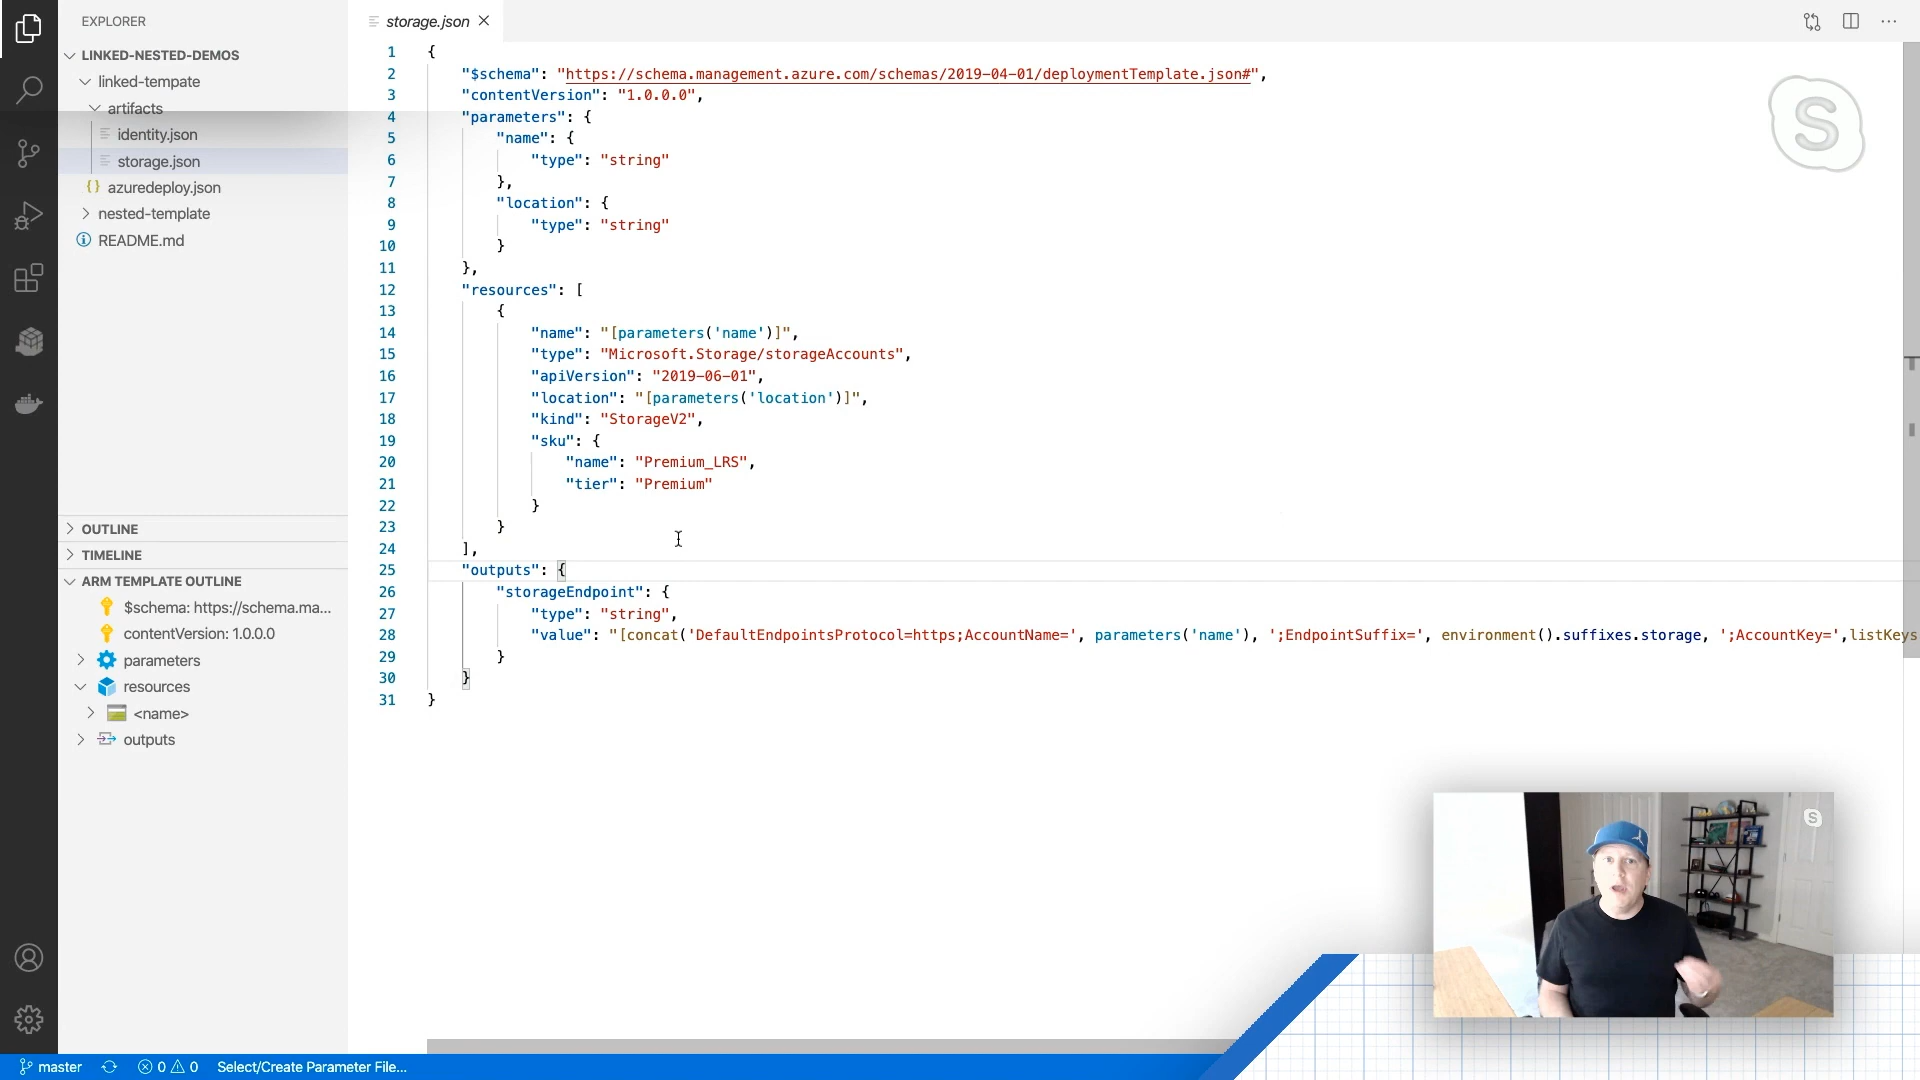 EXPLORER
LINKED-NESTED-DEMOS
linked-tempate
artifacts
identity.json
storage.json
azuredeploy.json
nested-template
README.md
OUTLINE
TIMELINE
ARM TEMPLATE OUTLINE
$schema: https://schema.ma...
contentVersion: 1.0.0.0
parameters
resources
<name>
outputs
storage.json
1 {
2 "$schema": "https://schema.management.azure.com/schemas/2019-04-01/deploymentTemplate.json#",
3 "contentVersion": "1.0.0.0",
4 "parameters": {
5 "name": {
6 "type": "string"
7 },
8 "location": {
9 "type": "string"
10 }
11 },
12 "resources": [
13 {
14 "name": "[parameters('name')]",
15 "type": "Microsoft.Storage/storageAccounts",
16 "apiVersion": "2019-06-01",
17 "location": "[parameters('location')]",
18 "kind": "StorageV2",
19 "sku": {
20 "name": "Premium_LRS",
21 "tier": "Premium"
22 }
23 }
24 ],
25 "outputs": {
26 "storageEndpoint": {
27 "type": "string",
28 "value": "[concat('DefaultEndpointsProtocol=https;AccountName=', parameters('name'), ';EndpointSuffix=', environment().suffixes.storage, ';AccountKey=',listKeys
29 }
30 }
31 }
S
S
master
0 0
Select/Create Parameter File...